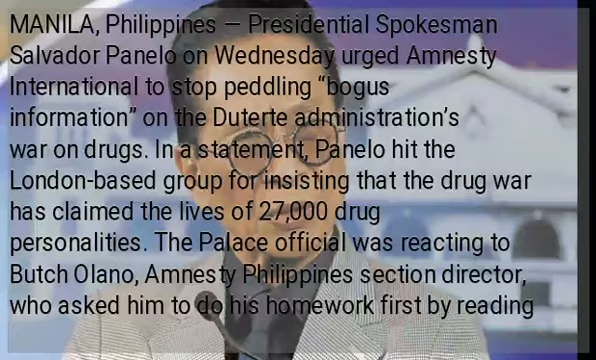 MANILA, Philippines — Presidential Spokesman
Salvador Panelo on Wednesday urged Amnesty
International to stop peddling “bogus
information” on the Duterte administration’s
war on drugs. In a statement, Panelo hit the
London-based group for insisting that the drug war
has claimed the lives of 27,000 drug
personalities. The Palace official was reacting to
Butch Olano, Amnesty Philippines section director,
who asked him to do his homework first by reading